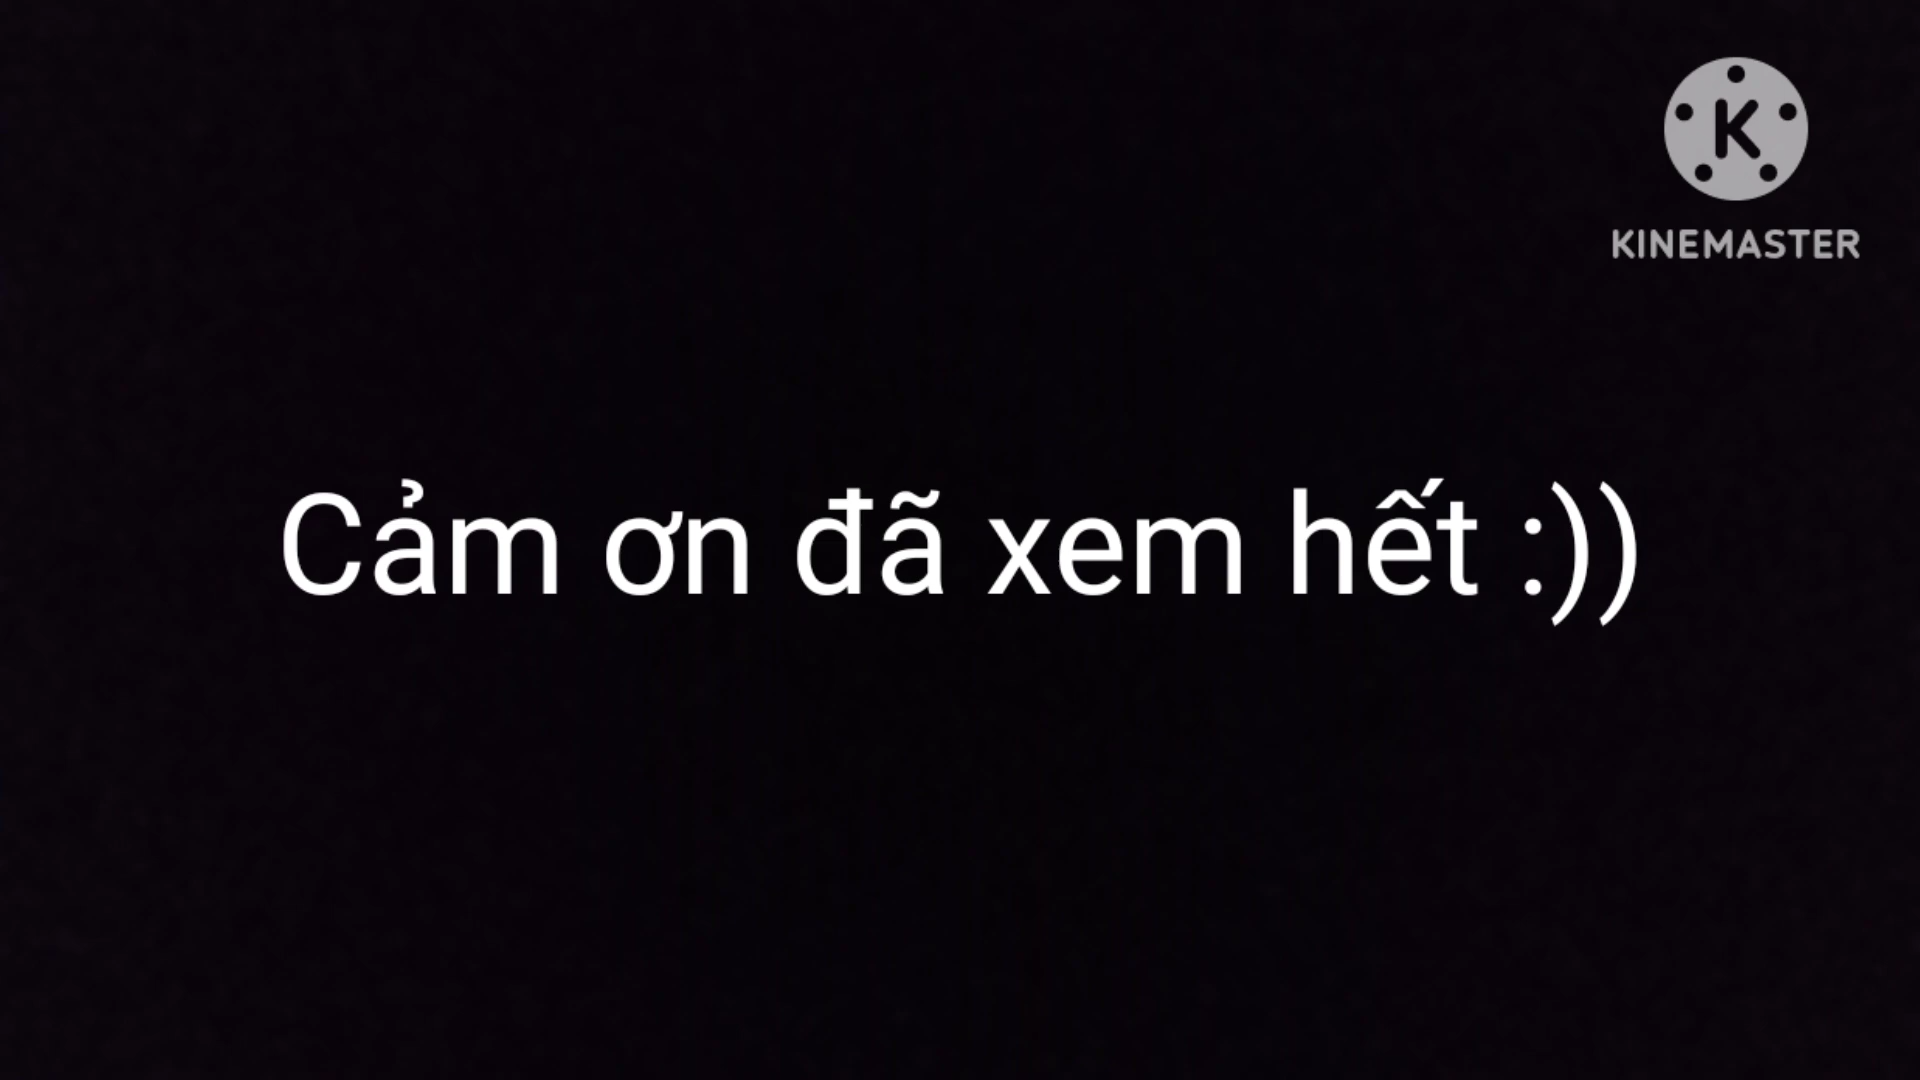 K
KINEMASTER
Cảm ơn đã xem hết :))